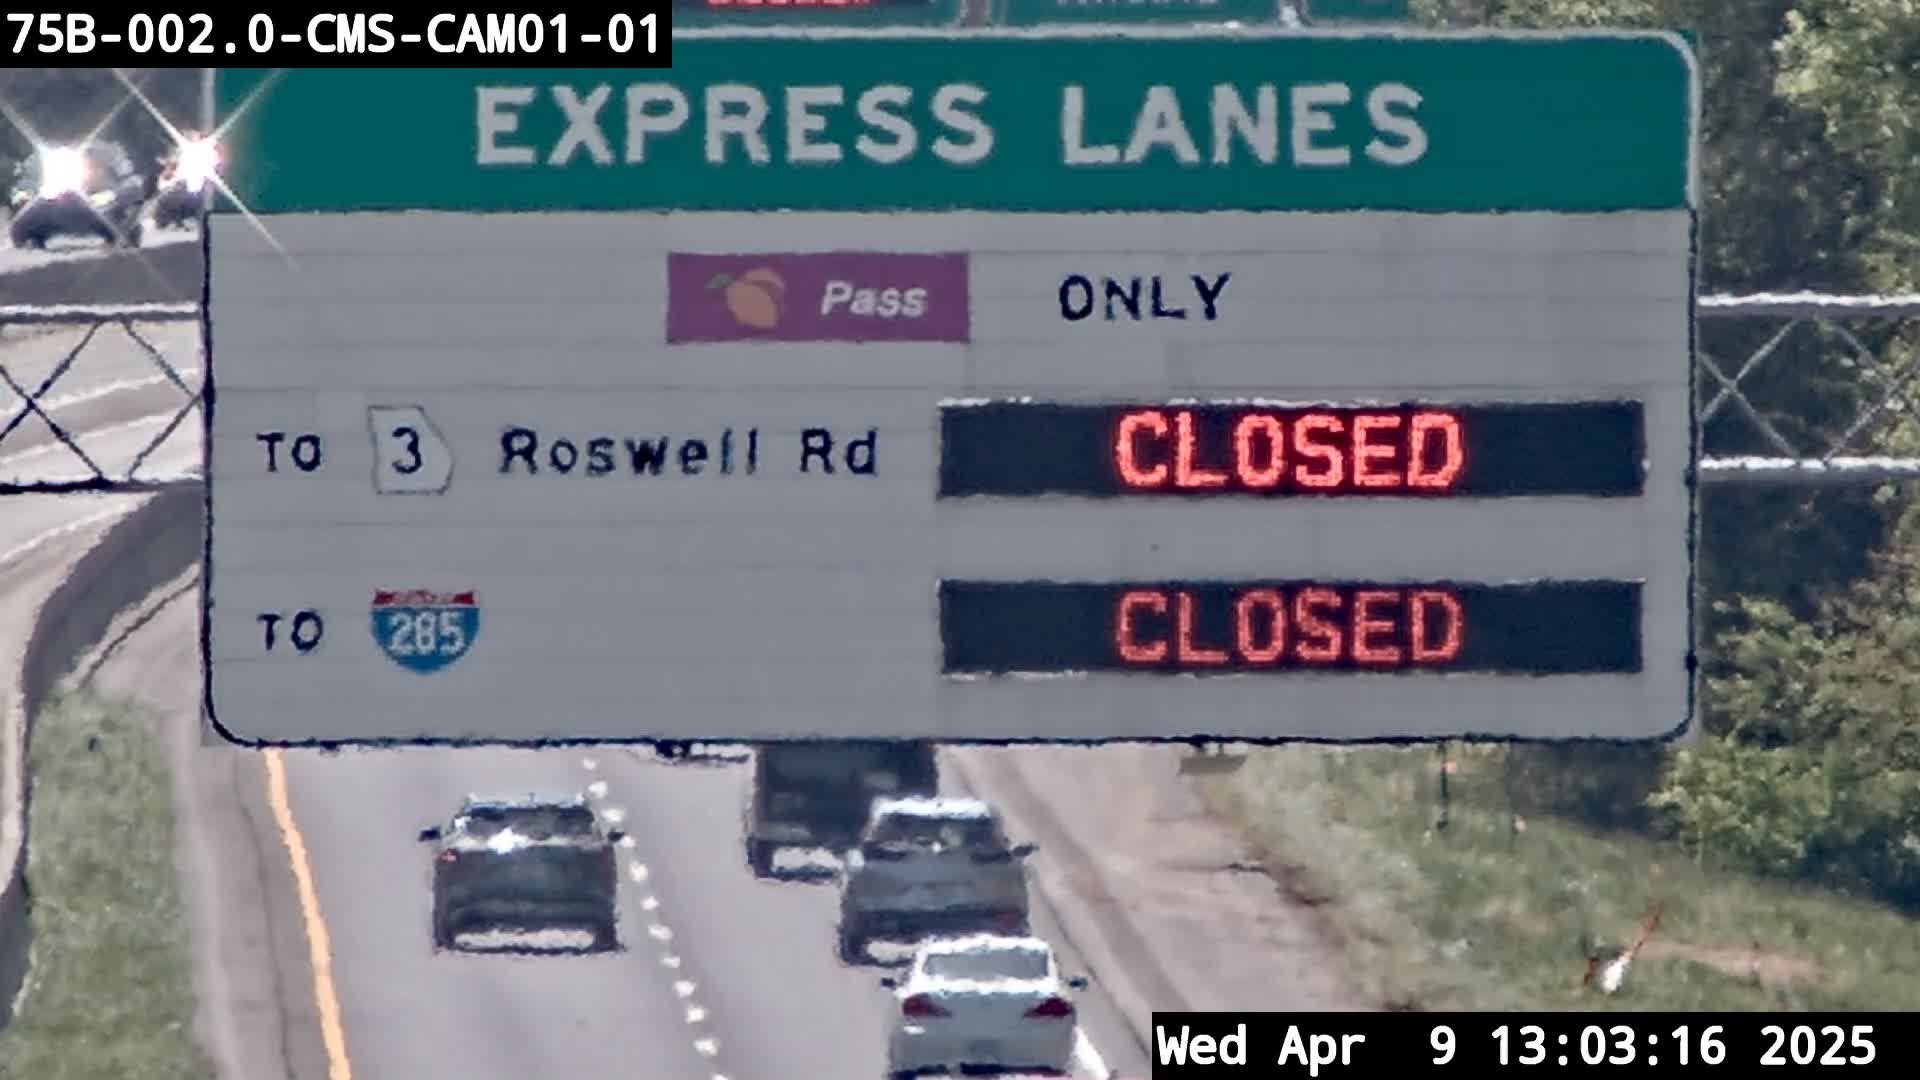 75B-002.0-CMS-CAM01-01
EXPRESS LANES
Pass ONLY
TO 3 Roswell Rd CLOSED
TO 285 CLOSED
Wed Apr 9 13:03:16 2025